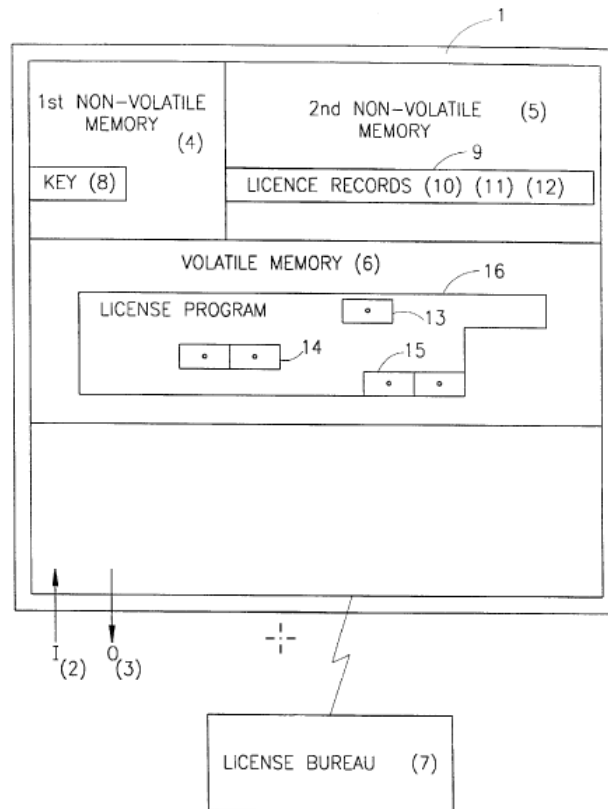 1
1st NON-VOLATILE
MEMORY
(4)
2nd NON-VOLATILE (5)
MEMORY
9
KEY (8)
LICENCE RECORDS (10) (11) (12)
VOLATILE MEMORY (6)
16
LICENSE PROGRAM
13
14
15
I
(2)
O
(3)
LICENSE BUREAU (7)